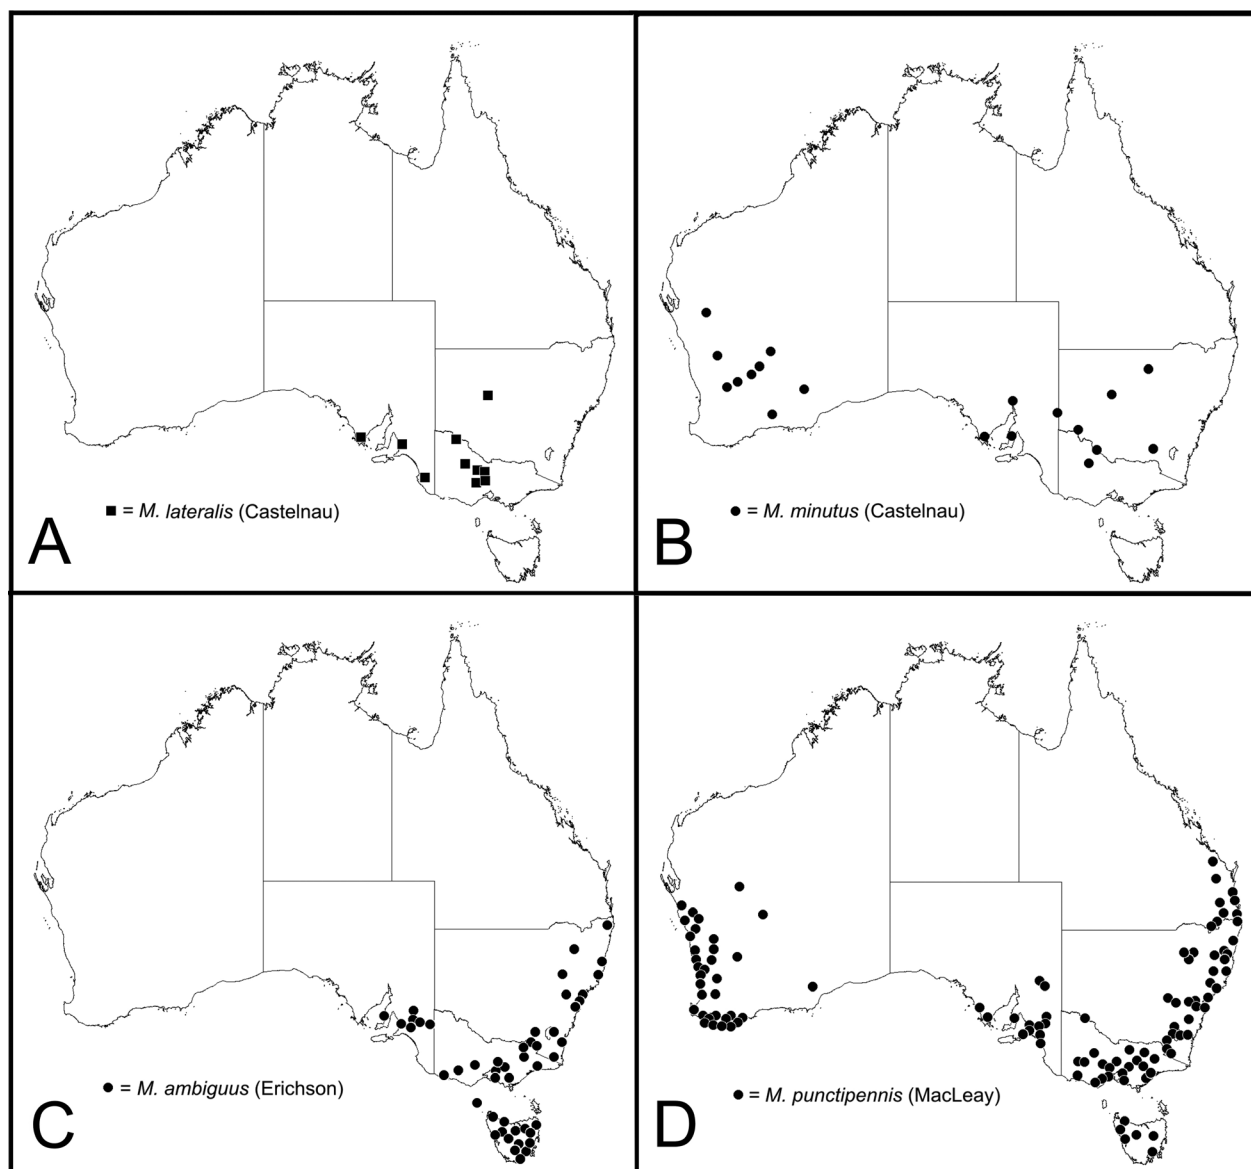 ■ = M. lateralis (Castelnau)
A
● = M. minutus (Castelnau)
B
● = M. ambiguus (Erichson)
C
● = M. punctipennis (MacLeay)
D